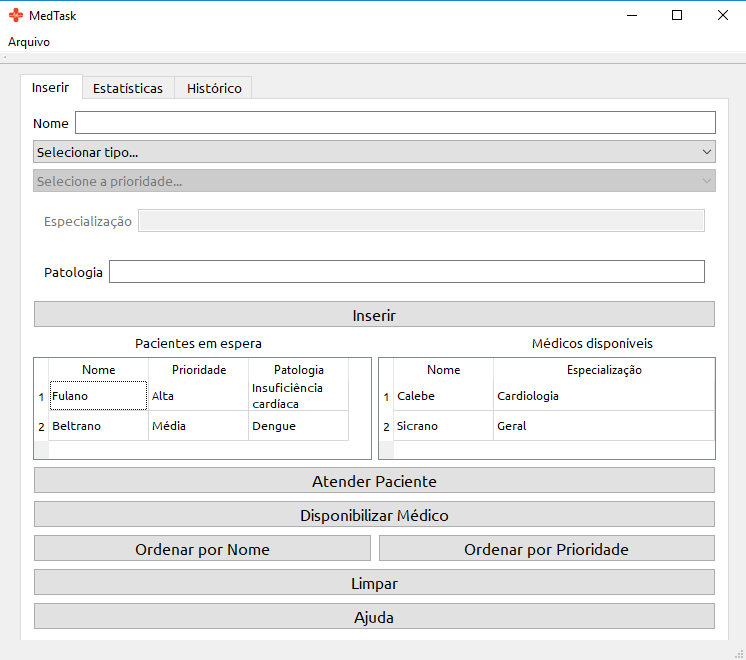 MedTask
Arquivo
Inserir Estatísticas Histórico
Nome
Selecionar tipo...
Selecione a prioridade...
Especialização
Patologia
Inserir
Pacientes em espera Médicos disponíveis
Nome Prioridade Patologia Nome Especialização
1 Fulano Alta Insuficiência cardíaca 1 Calebe Cardiologia
2 Beltrano Média Dengue 2 Sicrano Geral
Atender Paciente
Disponibilizar Médico
Ordenar por Nome Ordenar por Prioridade
Limpar
Ajuda